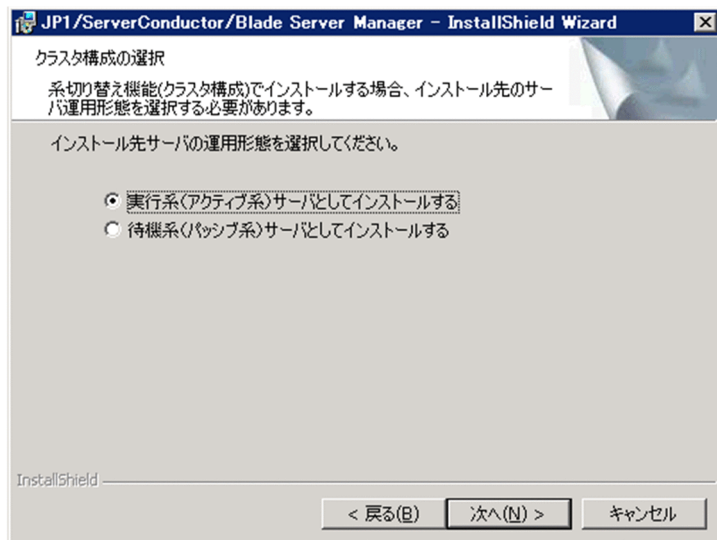 JP1/ServerConductor/Blade Server Manager - InstallShield Wizard
クラスタ構成の選択
系切り替え機能(クラスタ構成)でインストールする場合、インストール先のサー
バ運用形態を選択する必要があります。
インストール先サーバの運用形態を選択してください。
実行系(アクティブ系)サーバとしてインストールする
待機系(パッシブ系)サーバとしてインストールする
InstallShield
< 戻る(B) 次へ(N) > キャンセル